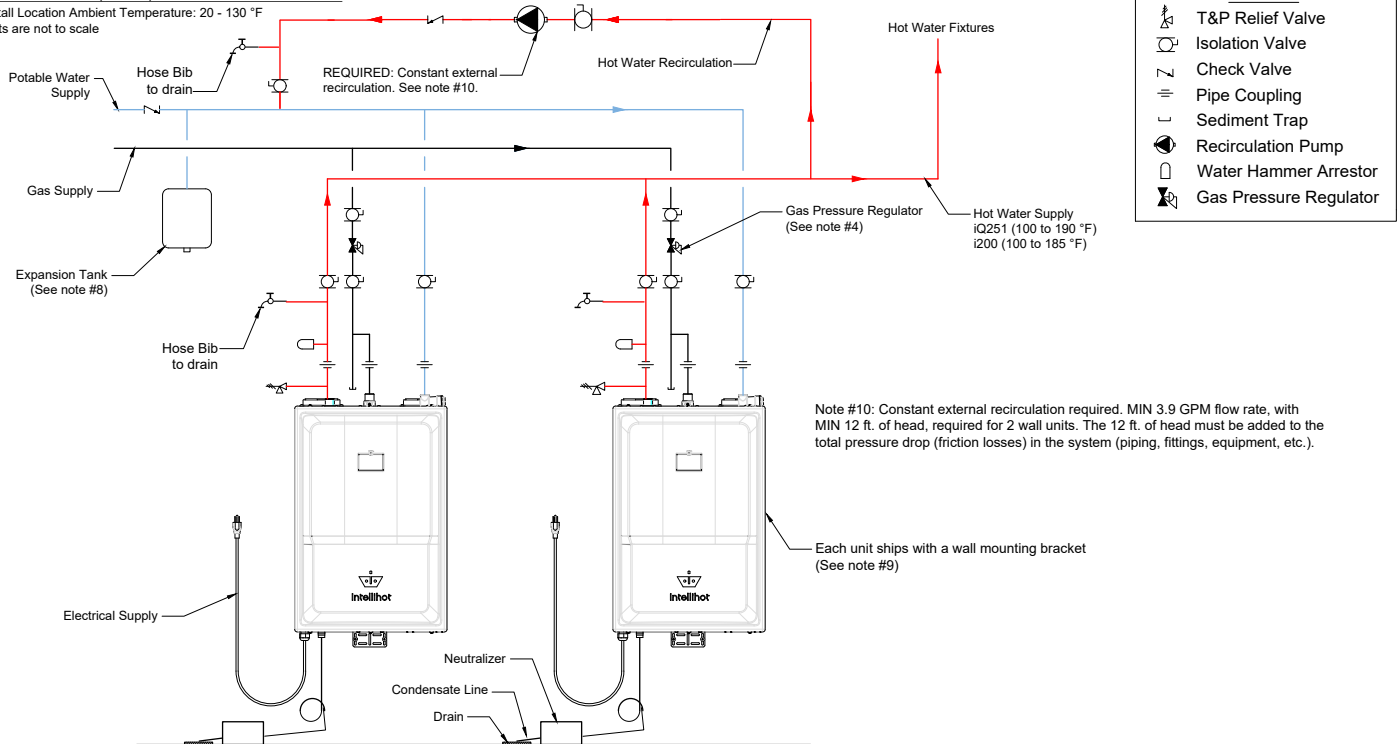 tall Location Ambient Temperature: 20 - 130 °F
ts are not to scale
Potable Water
Supply
Hose Bib
to drain
REQUIRED: Constant external
recirculation. See note #10.
Hot Water Recirculation
Hot Water Fixtures
T&P Relief Valve
Isolation Valve
Check Valve
Pipe Coupling
Sediment Trap
Recirculation Pump
Water Hammer Arrestor
Gas Pressure Regulator
Gas Supply
Expansion Tank
(See note #8)
Gas Pressure Regulator
(See note #4)
Hot Water Supply
iQ251 (100 to 190 °F)
i200 (100 to 185 °F)
Hose Bib
to drain
Note #10: Constant external recirculation required. MIN 3.9 GPM flow rate, with
MIN 12 ft. of head, required for 2 wall units. The 12 ft. of head must be added to the
total pressure drop (friction losses) in the system (piping, fittings, equipment, etc.).
Each unit ships with a wall mounting bracket
(See note #9)
intellihot
intellihot
Electrical Supply
Neutralizer
Condensate Line
Drain